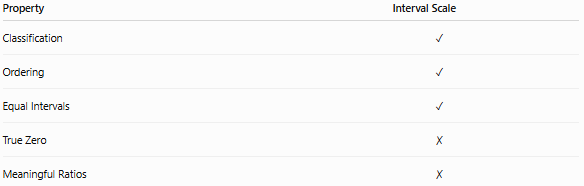 Property Interval Scale
Classification ✓
Ordering ✓
Equal Intervals ✓
True Zero ✗
Meaningful Ratios ✗